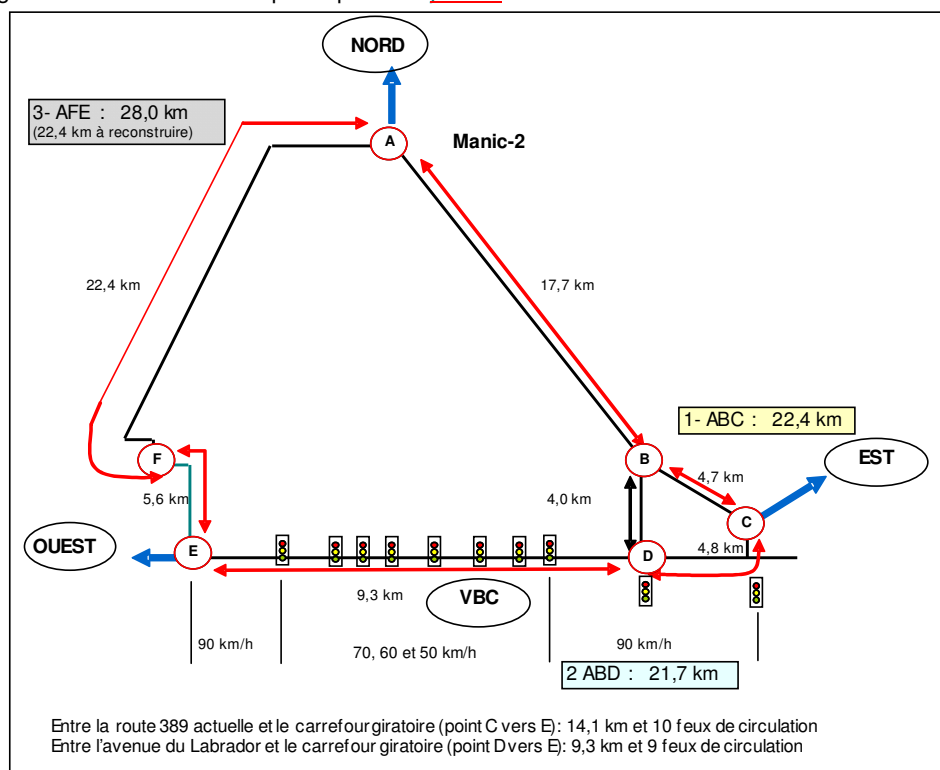 NORD
3- AFE : 28,0 km
(22,4 km à reconstruire)
A
Manic-2
22,4 km
17,7 km
1- ABC : 22,4 km
F
B
EST
4,7 km
5,6 km
4,0 km
C
OUEST
E
D
4,8 km
9,3 km
VBC
90 km/h
70, 60 et 50 km/h
90 km/h
2 ABD : 21,7 km
Entre la route 389 actuelle et le carrefour giratoire (point C vers E): 14,1 km et 10 feux de circulation
Entre l'avenue du Labrador et le carrefour giratoire (point D vers E): 9,3 km et 9 feux de circulation